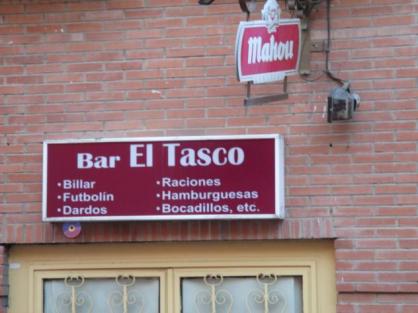 Mahou
Bar El Tasco
•Billar
•Futbolín
•Dardos
•Raciones
•Hamburguesas
•Bocadillos, etc.